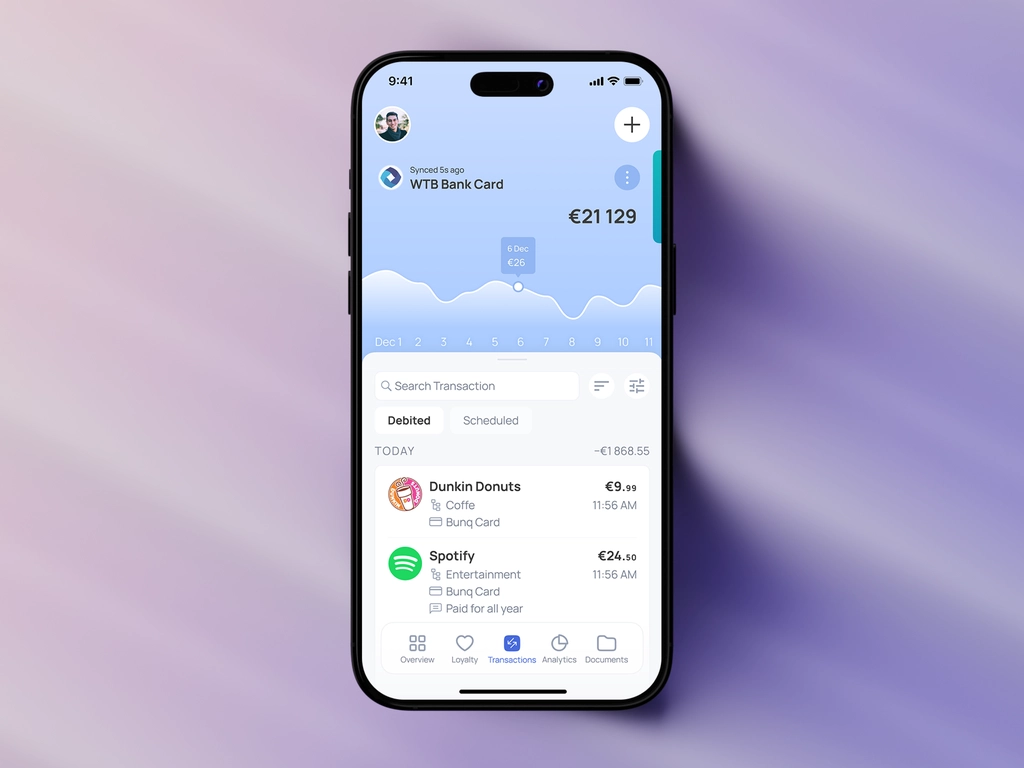 9:41
Synced 5s ago
WTB Bank Card
€21 129
6 Dec
€26
Dec 1 2 3 4 5 6 7 8 9 10 11
Search Transaction
Debited Scheduled
TODAY −€1 868.55
Dunkin Donuts €9.99
Coffe 11:56 AM
Bunq Card
Spotify €24.50
Entertainment 11:56 AM
Bunq Card
Paid for all year
Overview Loyalty Transactions Analytics Documents